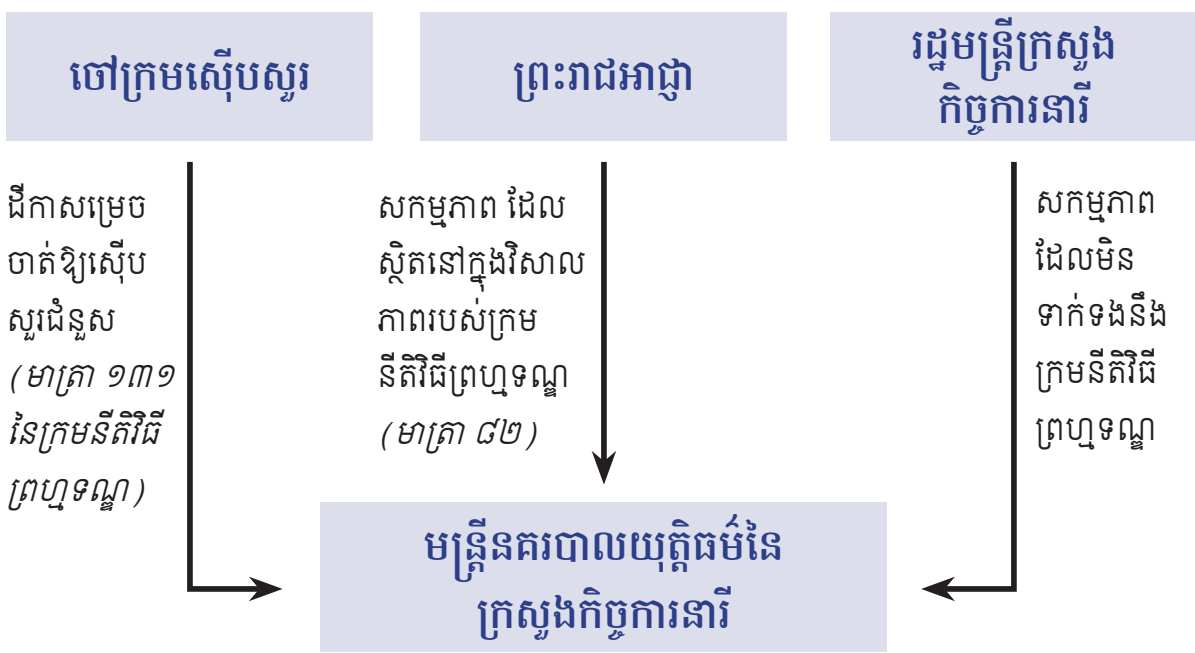 ចៅក្រមស៊ើបសួរ
ព្រះរាជអាជ្ញា
រដ្ឋមន្ត្រីក្រសួង
កិច្ចការនារី
ដីកាសម្រេច
ចាត់ឱ្យស៊ើប
សួរជំនួស
(មាត្រា ១៣១
នៃក្រមនីតិវិធី
ព្រហ្មទណ្ឌ)
សកម្មភាព ដែល
ស្ថិតនៅក្នុងវិសាល
ភាពរបស់ក្រម
នីតិវិធីព្រហ្មទណ្ឌ
(មាត្រា ៨២)
សកម្មភាព
ដែលមិន
ទាក់ទងនឹង
ក្រមនីតិវិធី
ព្រហ្មទណ្ឌ
មន្ត្រីនគរបាលយុត្តិធម៌នៃ
ក្រសួងកិច្ចការនារី